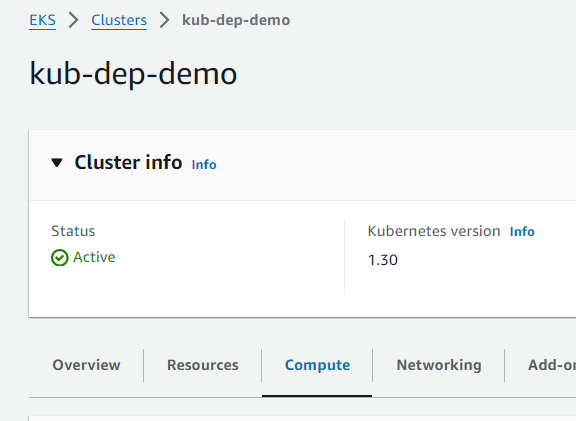 EKS > Clusters > kub-dep-demo
kub-dep-demo
Cluster info Info
Status
Active
Kubernetes version Info
1.30
Overview Resources Compute Networking Add-o